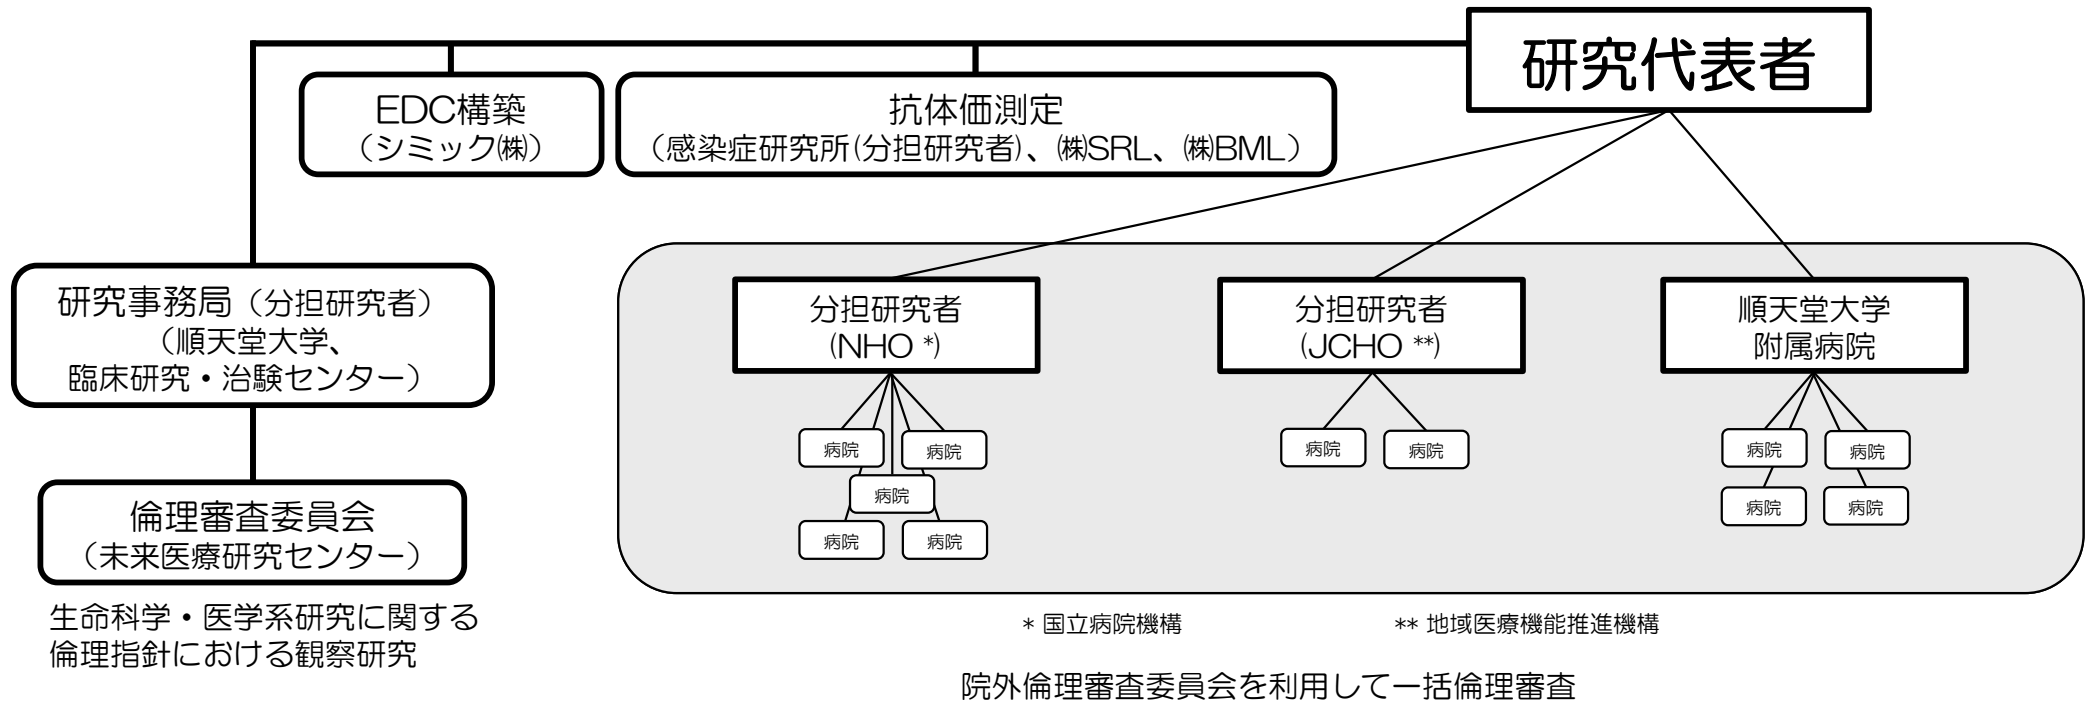 研究代表者
EDC構築
（シミック㈱）
抗体価測定
（感染症研究所(分担研究者)、㈱SRL、㈱BML）
研究事務局（分担研究者）
（順天堂大学、
臨床研究・治験センター）
倫理審査委員会
（未来医療研究センター）
生命科学・医学系研究に関する
倫理指針における観察研究
分担研究者
(NHO *)
病院
病院
病院
病院
病院
分担研究者
(JCHO **)
病院
病院
順天堂大学
附属病院
病院
病院
病院
病院
* 国立病院機構
** 地域医療機能推進機構
院外倫理審査委員会を利用して一括倫理審査